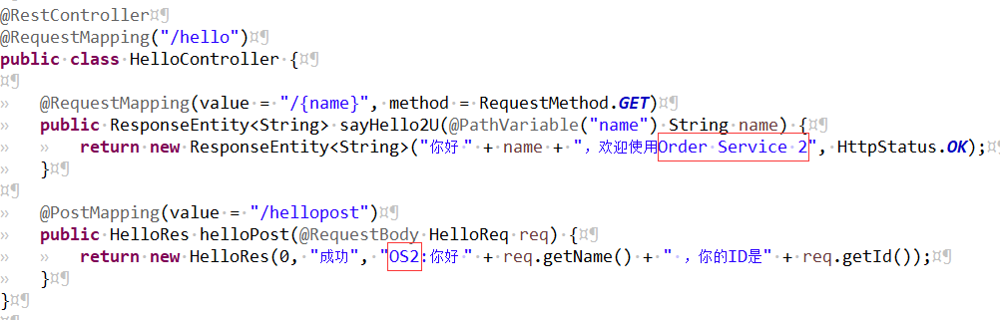 @RestController
@RequestMapping("/hello")
public class HelloController {

    @RequestMapping(value = "/{name}", method = RequestMethod.GET)
    public ResponseEntity<String> sayHello2U(@PathVariable("name") String name) {
        return new ResponseEntity<String>("你好 " + name + ", 欢迎使用Order Service 2", HttpStatus.OK);
    }

    @PostMapping(value = "/hellopost")
    public HelloRes helloPost(@RequestBody HelloReq req) {
        return new HelloRes(0, "成功", "OS2:你好 " + req.getName() + " , 你的ID是" + req.getId());
    }
}